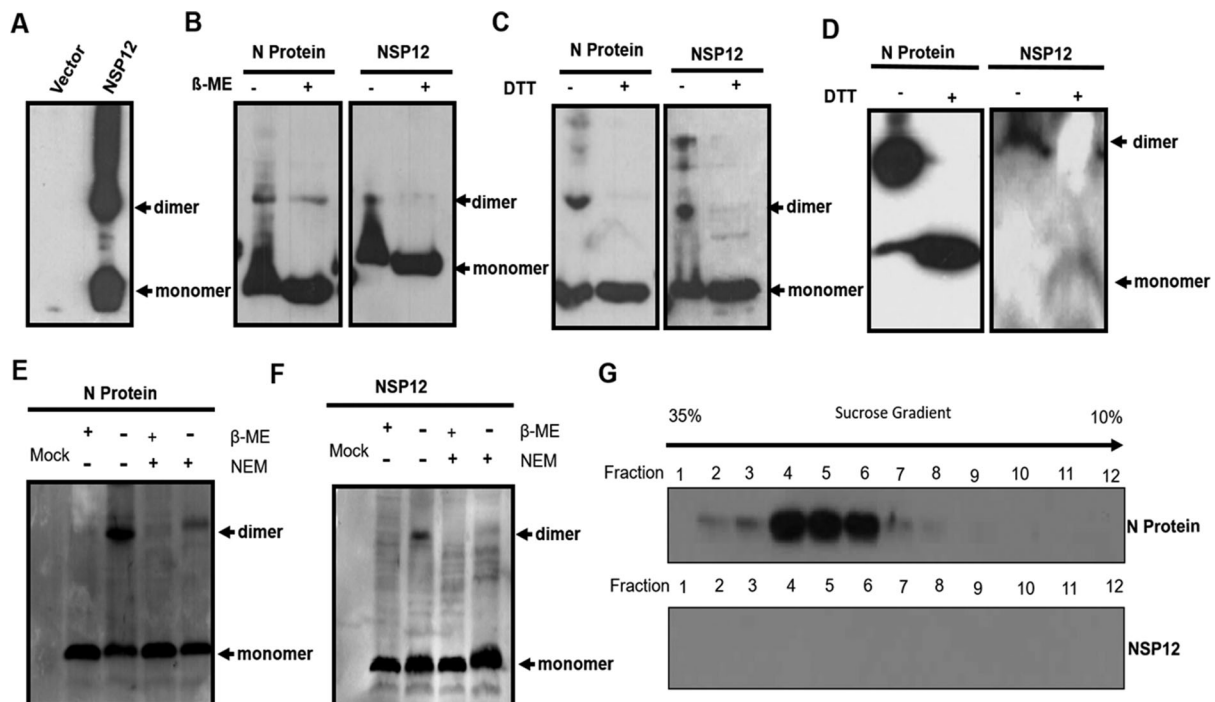 A
Vector
NSP12
dimer
monomer
B
N Protein
NSP12
ß-ME
-
+
-
+
dimer
monomer
C
N Protein
NSP12
DTT
-
+
-
+
dimer
monomer
D
N Protein
NSP12
DTT
-
+
-
+
dimer
monomer
E
N Protein
+ - + - β-ME
Mock
- - + + NEM
dimer
monomer
F
NSP12
+ - + - β-ME
Mock
- - + + NEM
dimer
monomer
G
35% Sucrose Gradient 10%
Fraction 1 2 3 4 5 6 7 8 9 10 11 12
N Protein
Fraction 1 2 3 4 5 6 7 8 9 10 11 12
NSP12